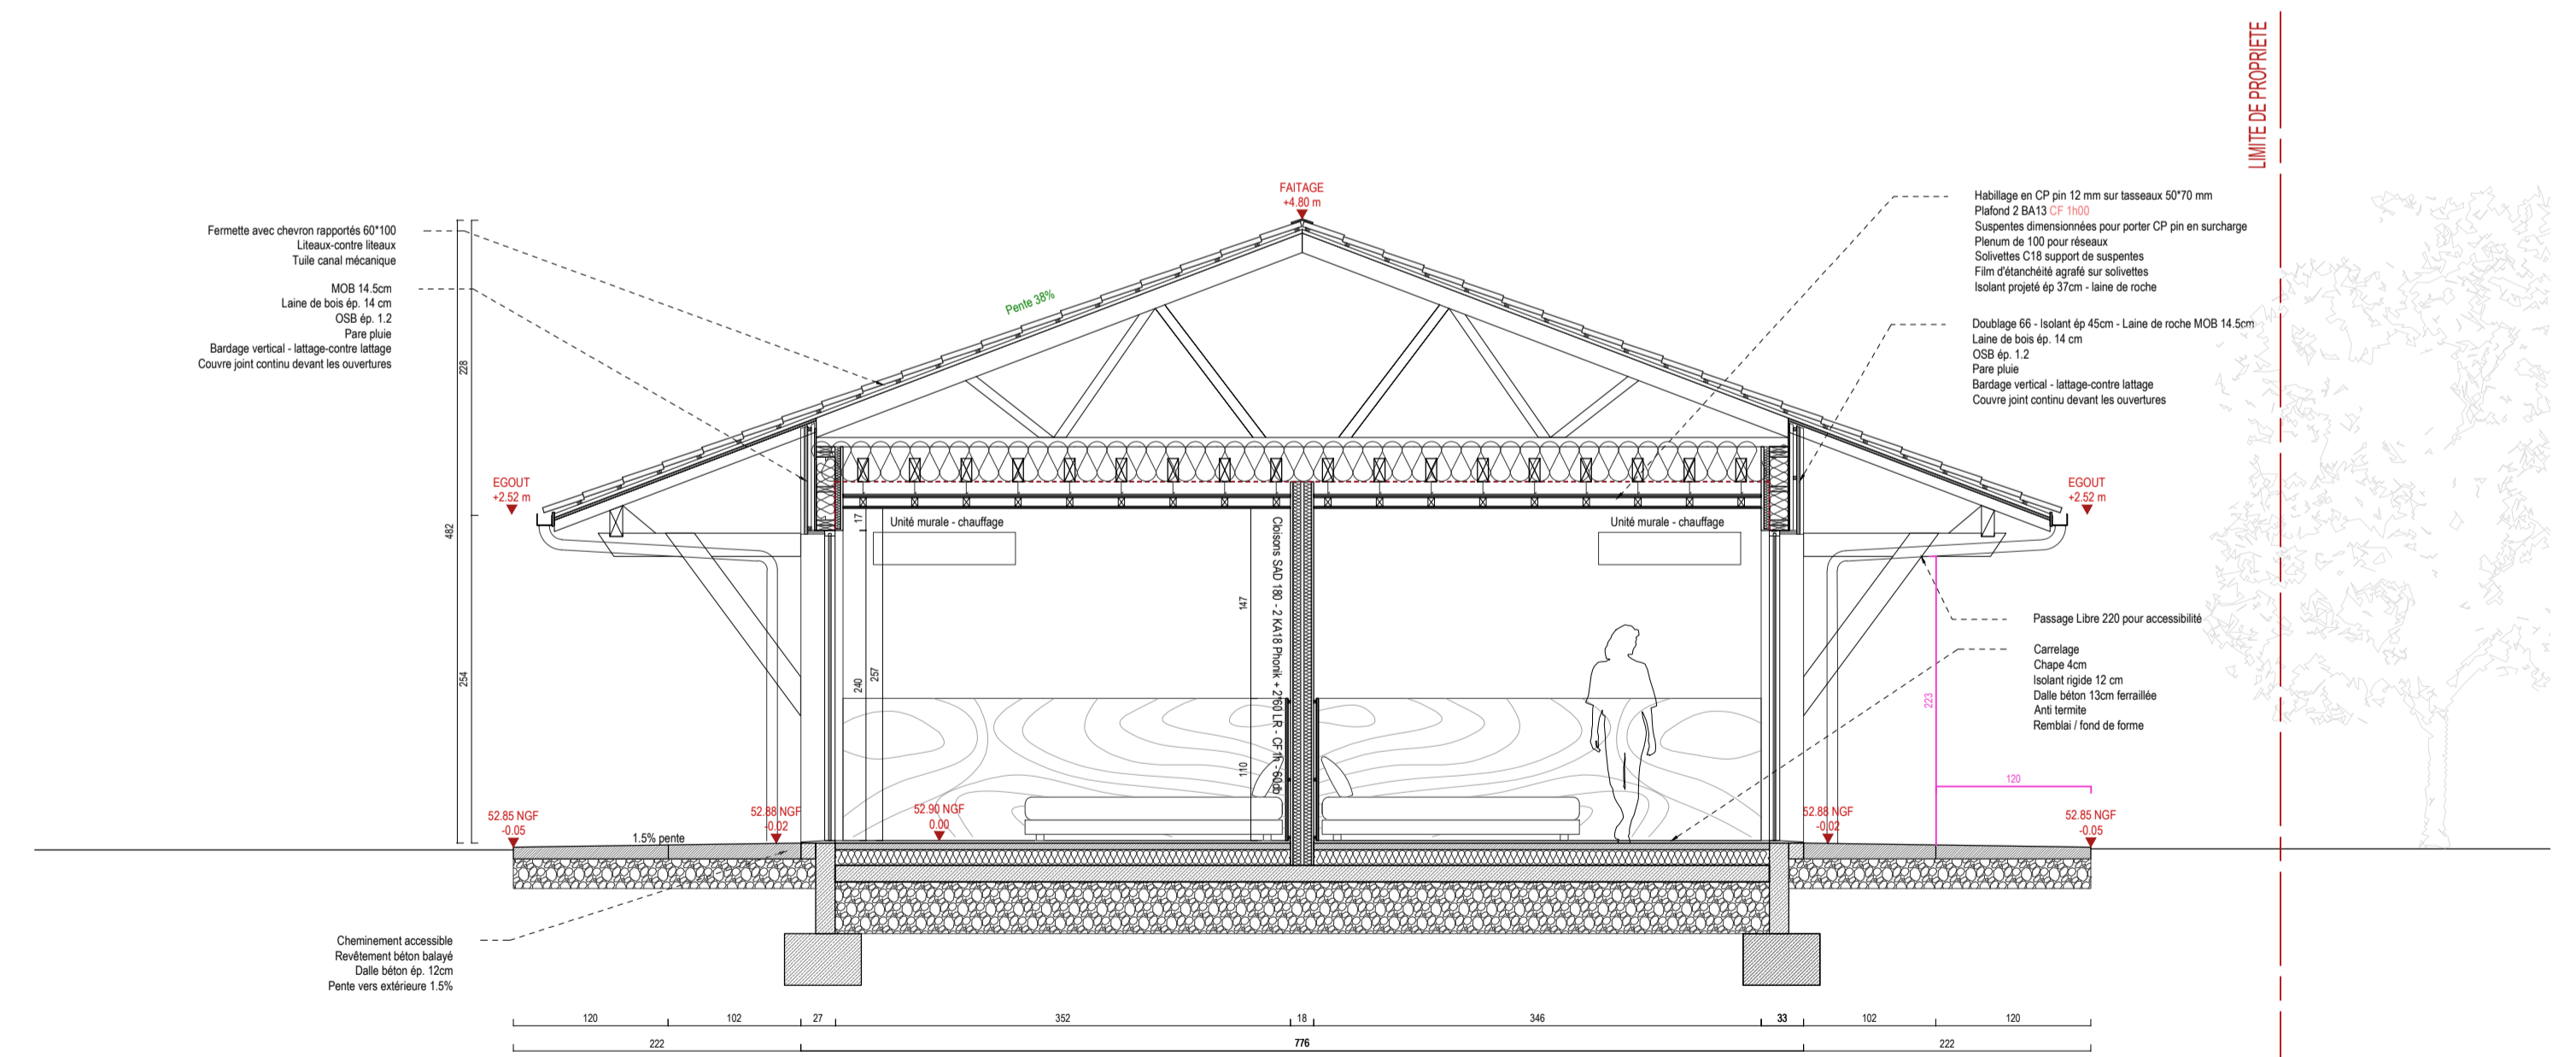 LIMITE DE PROPRIETE
FAITAGE
+4.80 m
Fermette avec chevron rapportés 60*100
Liteaux-contre liteaux
Tuile canal mécanique
MOB 14.5cm
Laine de bois ép. 14 cm
OSB ép. 1.2
Pare pluie
Bardage vertical - lattage-contre lattage
Couvre joint continu devant les ouvertures
Pente 38%
Habillage en CP pin 12 mm sur tasseaux 50*70 mm
Plafond 2 BA13 CF 1h00
Suspentes dimensionnées pour porter CP pin en surcharge
Plenum de 100 pour réseaux
Solivettes C18 support de suspentes
Film d'étanchéité agrafé sur solivettes
Isolant projeté ép 37cm - laine de roche
Doublage 66 - Isolant ép 45cm - Laine de roche MOB 14.5cm
Laine de bois ép. 14 cm
OSB ép. 1.2
Pare pluie
Bardage vertical - lattage-contre lattage
Couvre joint continu devant les ouvertures
228
482
254
EGOUT
+2.52 m
EGOUT
+2.52 m
17
Unité murale - chauffage
Unité murale - chauffage
Cloisons SAD 180 - 2 KA18 Phonik + 2*60 LR - CF1h - 60db
147
240
257
110
Passage Libre 220 pour accessibilité
Carrelage
Chape 4cm
Isolant rigide 12 cm
Dalle béton 13cm ferraillée
Anti termite
Remblai / fond de forme
223
120
52.85 NGF
-0.05
1.5% pente
52.88 NGF
-0.02
52.90 NGF
0.00
52.88 NGF
-0.02
52.85 NGF
-0.05
Cheminement accessible
Revêtement béton balayé
Dalle béton ép. 12cm
Pente vers extérieure 1.5%
120 102 27 352 18 346 33 102 120
222 776 222